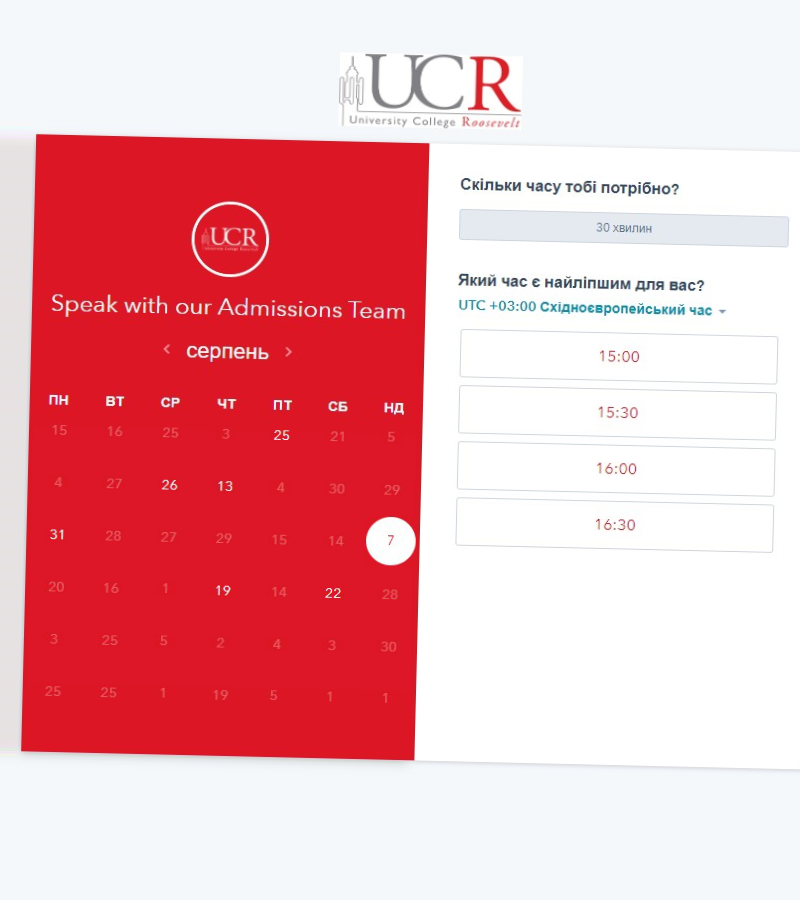 UCR
University College Roosevelt
UCR
Speak with our Admissions Team
серпень
ПН ВТ СР ЧТ ПТ СБ НД
15 16 25 3 25 21 5
4 27 26 13 4 30 29
31 28 27 29 15 14 7
20 16 1 19 14 22 28
3 25 5 2 4 3 30
25 25 1 19 5 1 1
Скільки часу тобі потрібно?
30 хвилин
Який час є найліпшим для вас?
UTC +03:00 Східноєвропейський час
15:00
15:30
16:00
16:30